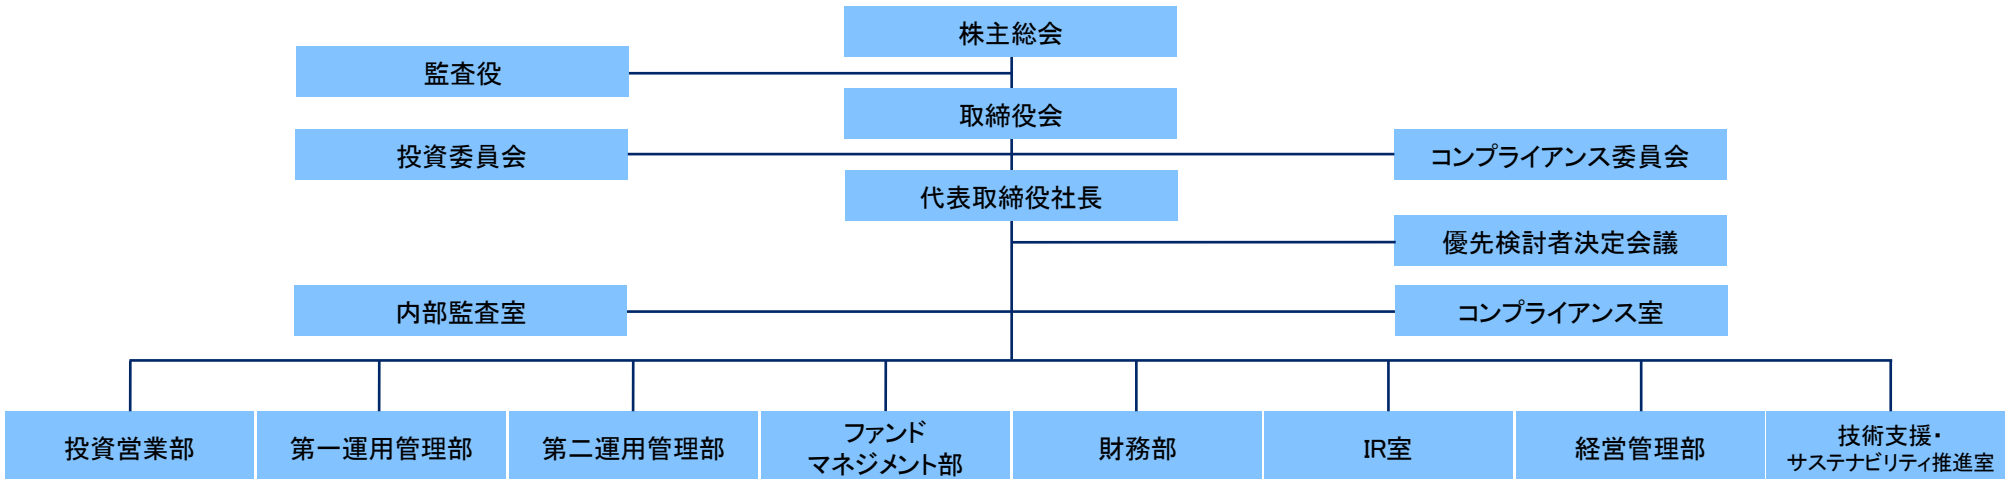 株主総会
監査役
取締役会
投資委員会
コンプライアンス委員会
代表取締役社長
優先検討者決定会議
内部監査室
コンプライアンス室
投資営業部
第一運用管理部
第二運用管理部
ファンド
マネジメント部
財務部
IR室
経営管理部
技術支援・
サステナビリティ推進室